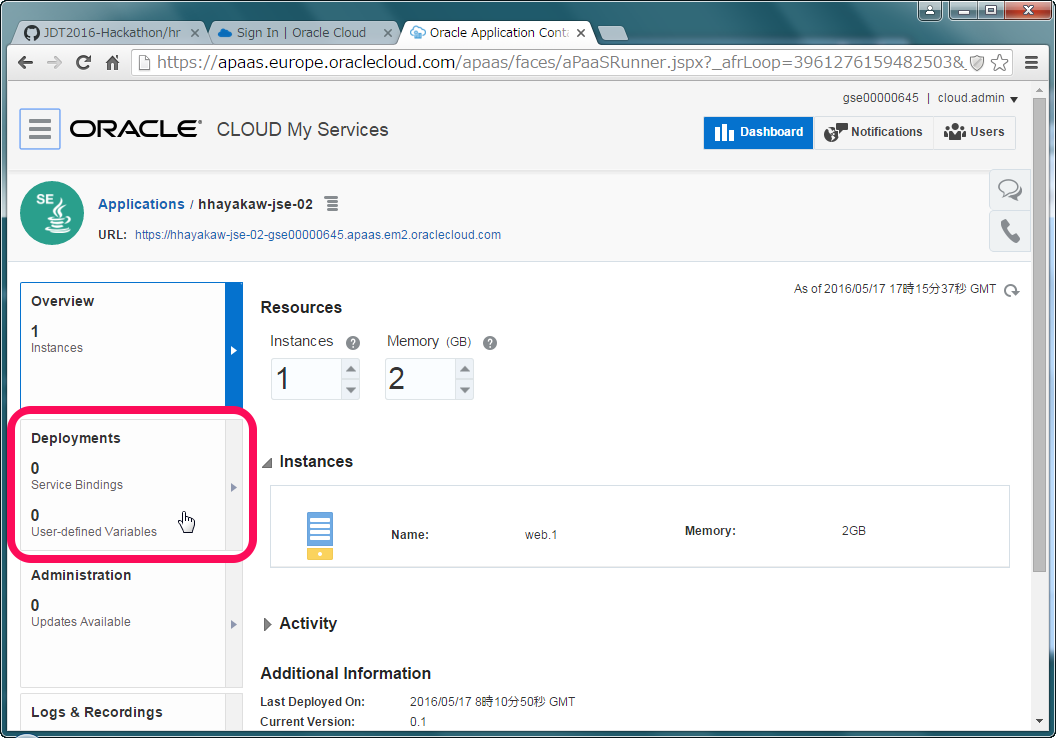 JDT2016-Hackathon/hr
Sign In | Oracle Cloud
Oracle Application Conta
https://apaas.europe.oraclecloud.com/apaas/faces/aPaaSRunner.jspx?_afrLoop=3961276159482503&_
gse00000645 | cloud.admin
ORACLE® CLOUD My Services
Dashboard
Notifications
Users
SE
Applications / hhayakaw-jse-02
URL: https://hhayakaw-jse-02-gse00000645.apaas.em2.oraclecloud.com
As of 2016/05/17 17時15分37秒 GMT
Overview
1
Instances
Deployments
0
Service Bindings
0
User-defined Variables
Administration
0
Updates Available
Logs & Recordings
Resources
Instances ?
Memory (GB) ?
1
2
Instances
Name: web.1 Memory: 2GB
Activity
Additional Information
Last Deployed On: 2016/05/17 8時10分50秒 GMT
Current Version: 0.1